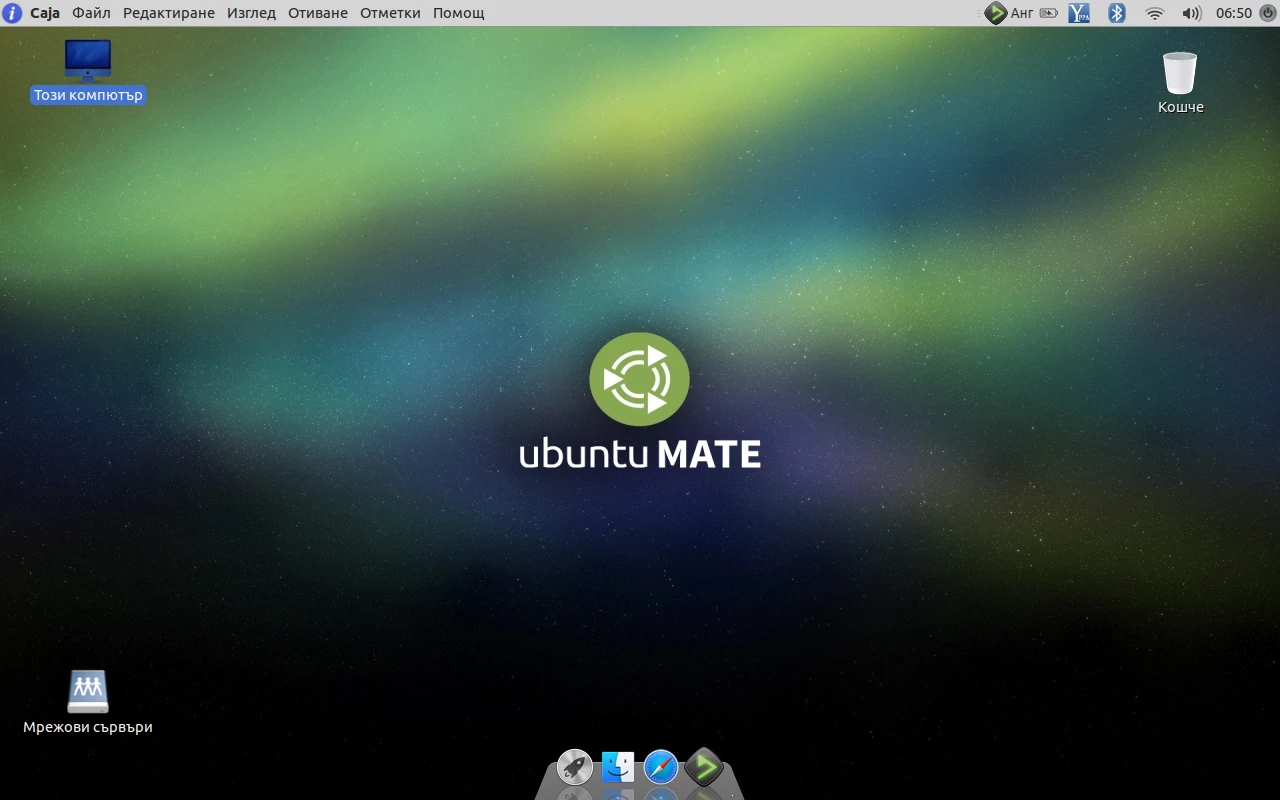 Caja Файл Редактиране Изглед Отиване Отметки Помощ Анг 06:50
Този компютър
Кошче
ubuntu MATE
Мрежови сървъри